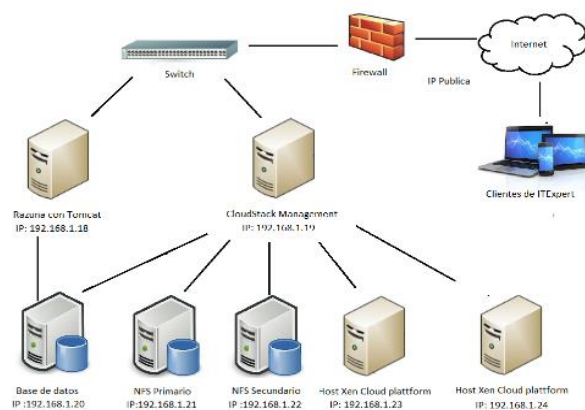 Internet
Switch
Firewall
IP Publica
Clientes de ITExpert
Razuna con Tomcat
IP: 192.168.1.18
CloudStack Management
IP: 192.168.1.19
Base de datos
IP :192.168.1.20
NFS Primario
IP:192.168.1.21
NFS Secundario
IP :192.168.1.22
Host Xen Cloud plattform
IP:192.168.1.23
Host Xen Cloud plattform
IP: 192.168.1.24